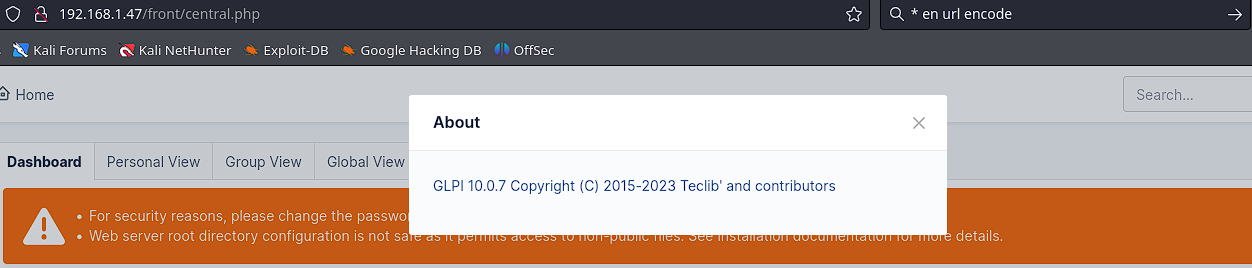 192.168.1.47/front/central.php
* en url encode
Kali Forums Kali NetHunter Exploit-DB Google Hacking DB OffSec
Home
Search...
About
Dashboard Personal View Group View Global View
GLPI 10.0.7 Copyright (C) 2015-2023 Teclib' and contributors
• For security reasons, please change the
• Web server root directory configuration is not safe as it permits access to non-public files. See installation documentation for more details.